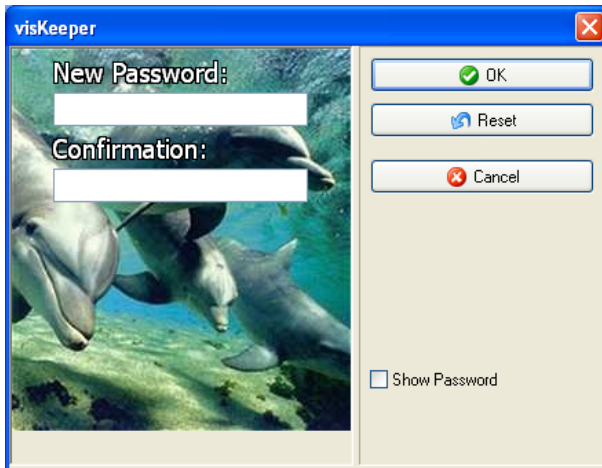 visKeeper
New Password:
Confirmation:
OK
Reset
Cancel
Show Password